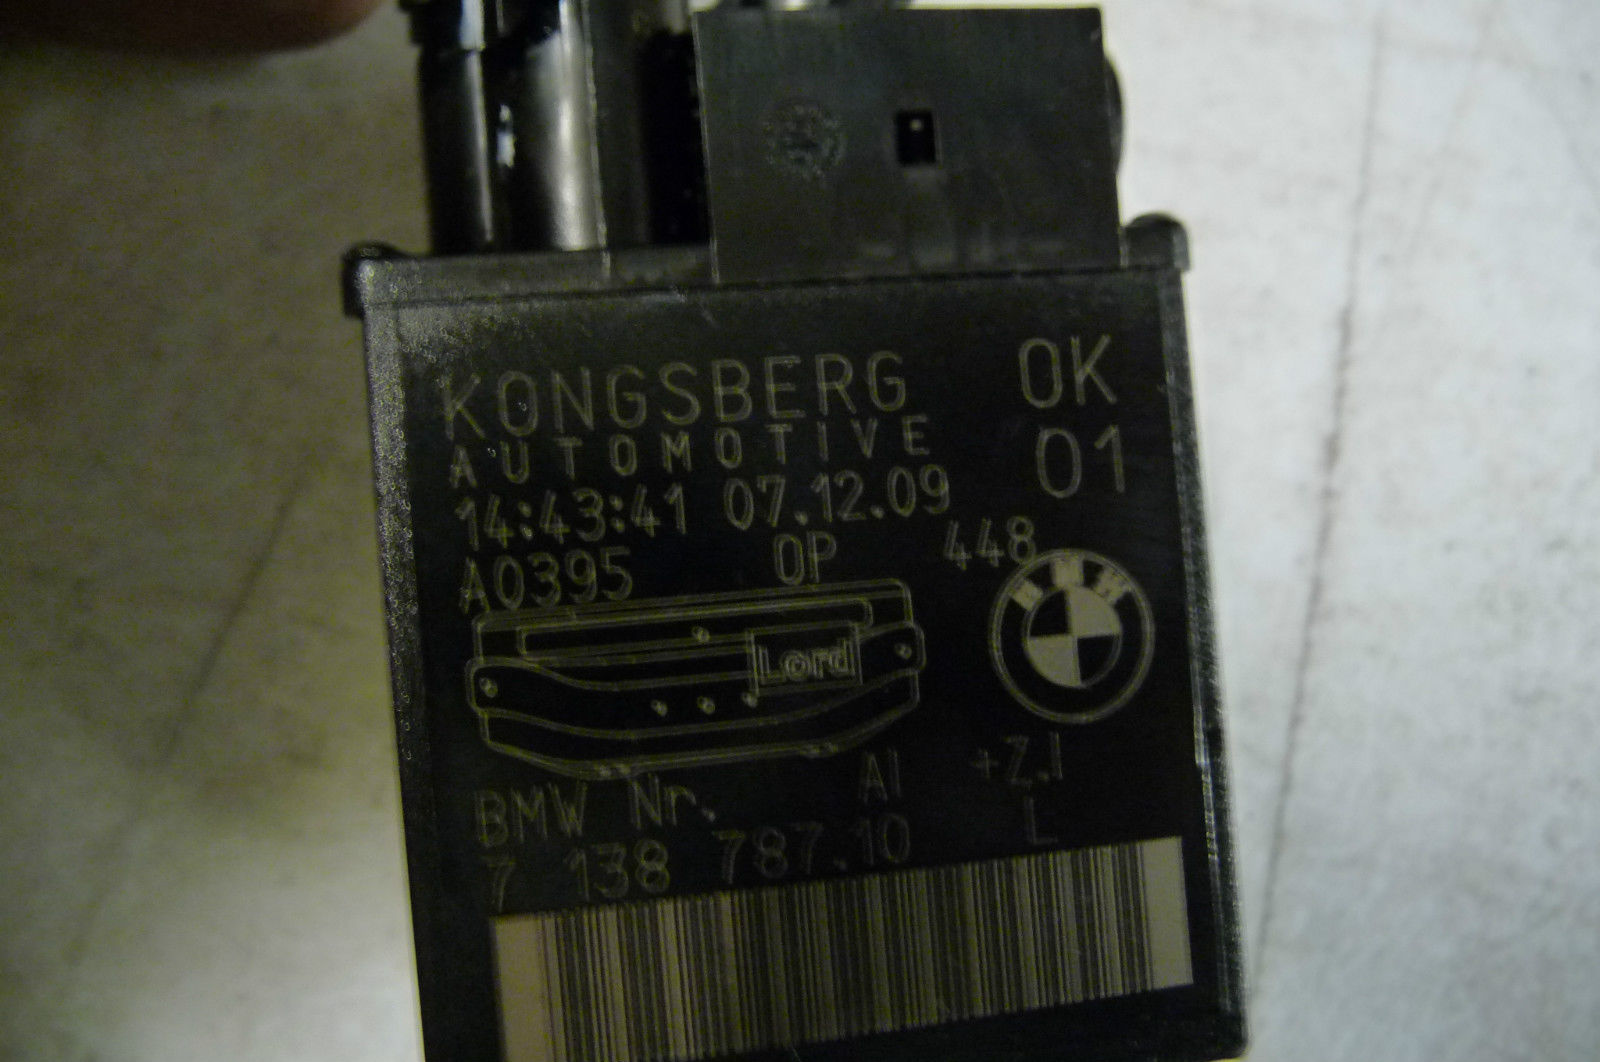 KONGSBERG OK
AUTOMOTIVE 01
14:43:41 07.12.09
A0395 OP 448
BMW
Lord
AI +Z.I
BMW Nr.
7 138 787.10 L